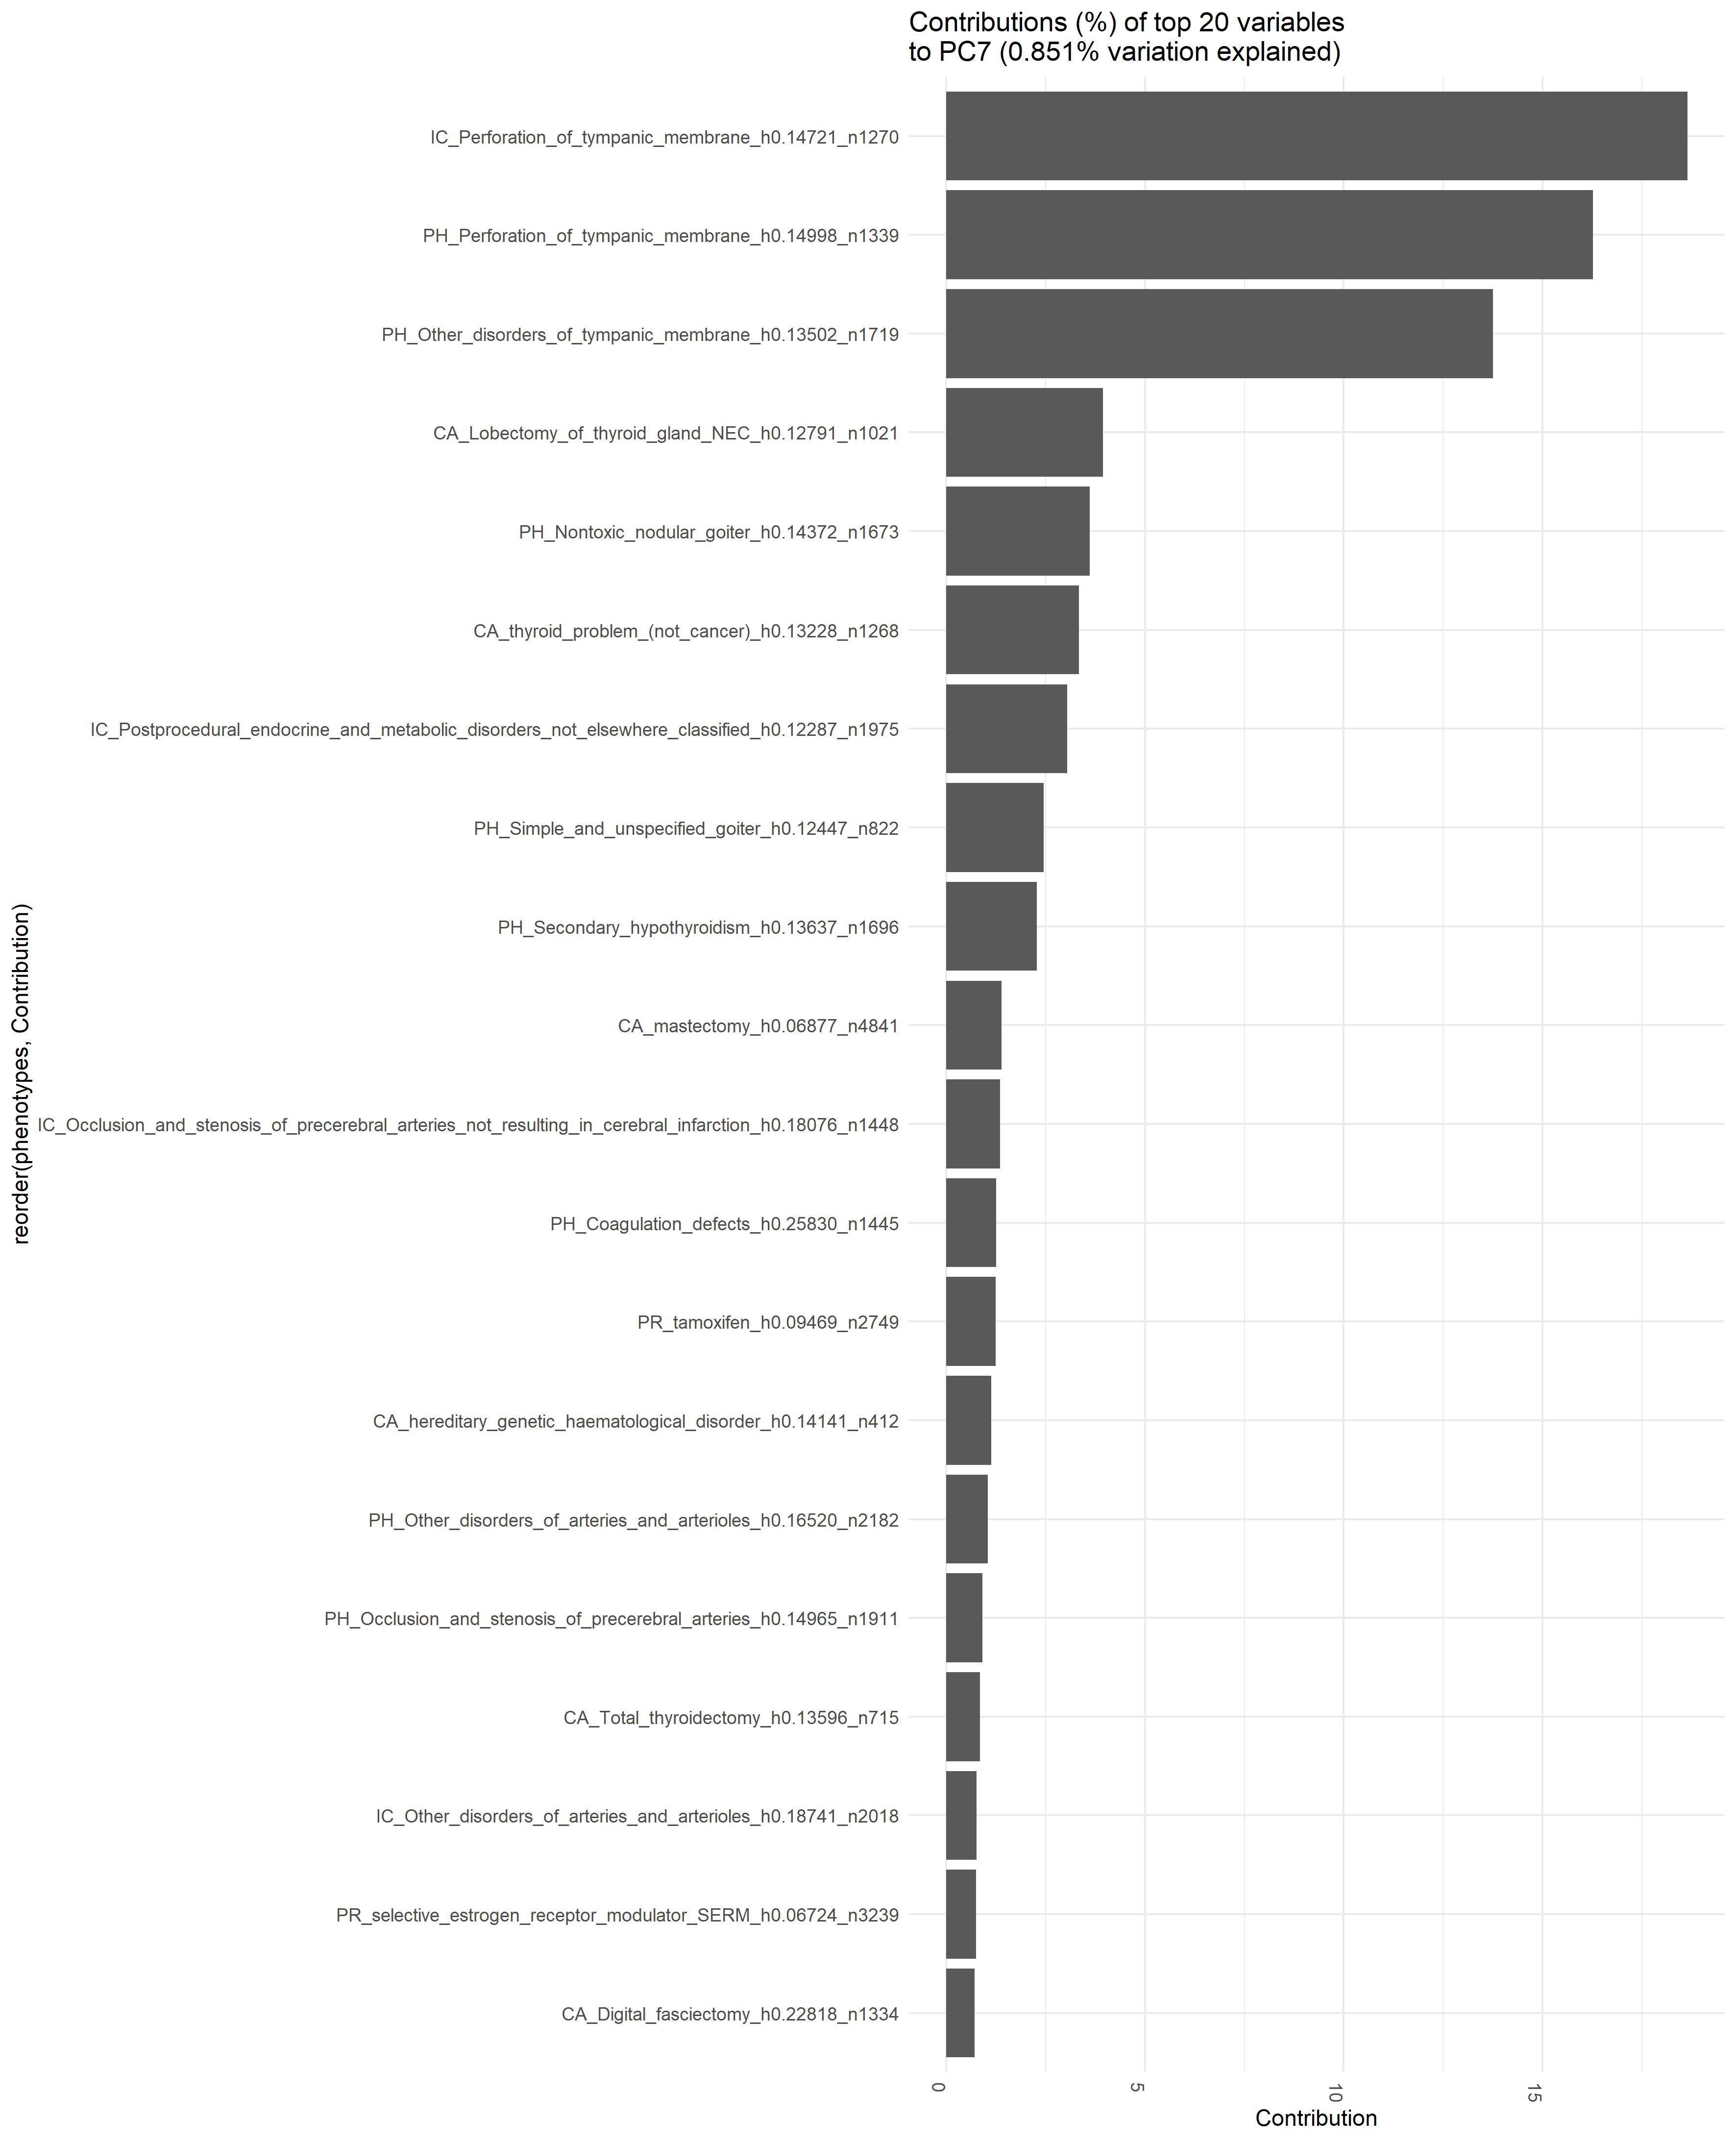 Contributions (%) of top 20 variables
to PC7 (0.851% variation explained)
IC_Perforation_of_tympanic_membrane_h0.14721_n1270
PH_Perforation_of_tympanic_membrane_h0.14998_n1339
PH_Other_disorders_of_tympanic_membrane_h0.13502_n1719
CA_Lobectomy_of_thyroid_gland_NEC_h0.12791_n1021
PH_Nontoxic_nodular_goiter_h0.14372_n1673
CA_thyroid_problem_(not_cancer)_h0.13228_n1268
IC_Postprocedural_endocrine_and_metabolic_disorders_not_elsewhere_classified_h0.12287_n1975
PH_Simple_and_unspecified_goiter_h0.12447_n822
PH_Secondary_hypothyroidism_h0.13637_n1696
CA_mastectomy_h0.06877_n4841
IC_Occlusion_and_stenosis_of_precerebral_arteries_not_resulting_in_cerebral_infarction_h0.18076_n1448
PH_Coagulation_defects_h0.25830_n1445
PR_tamoxifen_h0.09469_n2749
CA_hereditary_genetic_haematological_disorder_h0.14141_n412
PH_Other_disorders_of_arteries_and_arterioles_h0.16520_n2182
PH_Occlusion_and_stenosis_of_precerebral_arteries_h0.14965_n1911
CA_Total_thyroidectomy_h0.13596_n715
IC_Other_disorders_of_arteries_and_arterioles_h0.18741_n2018
PR_selective_estrogen_receptor_modulator_SERM_h0.06724_n3239
CA_Digital_fasciectomy_h0.22818_n1334
reorder(phenotypes, Contribution)
0
5
10
15
Contribution